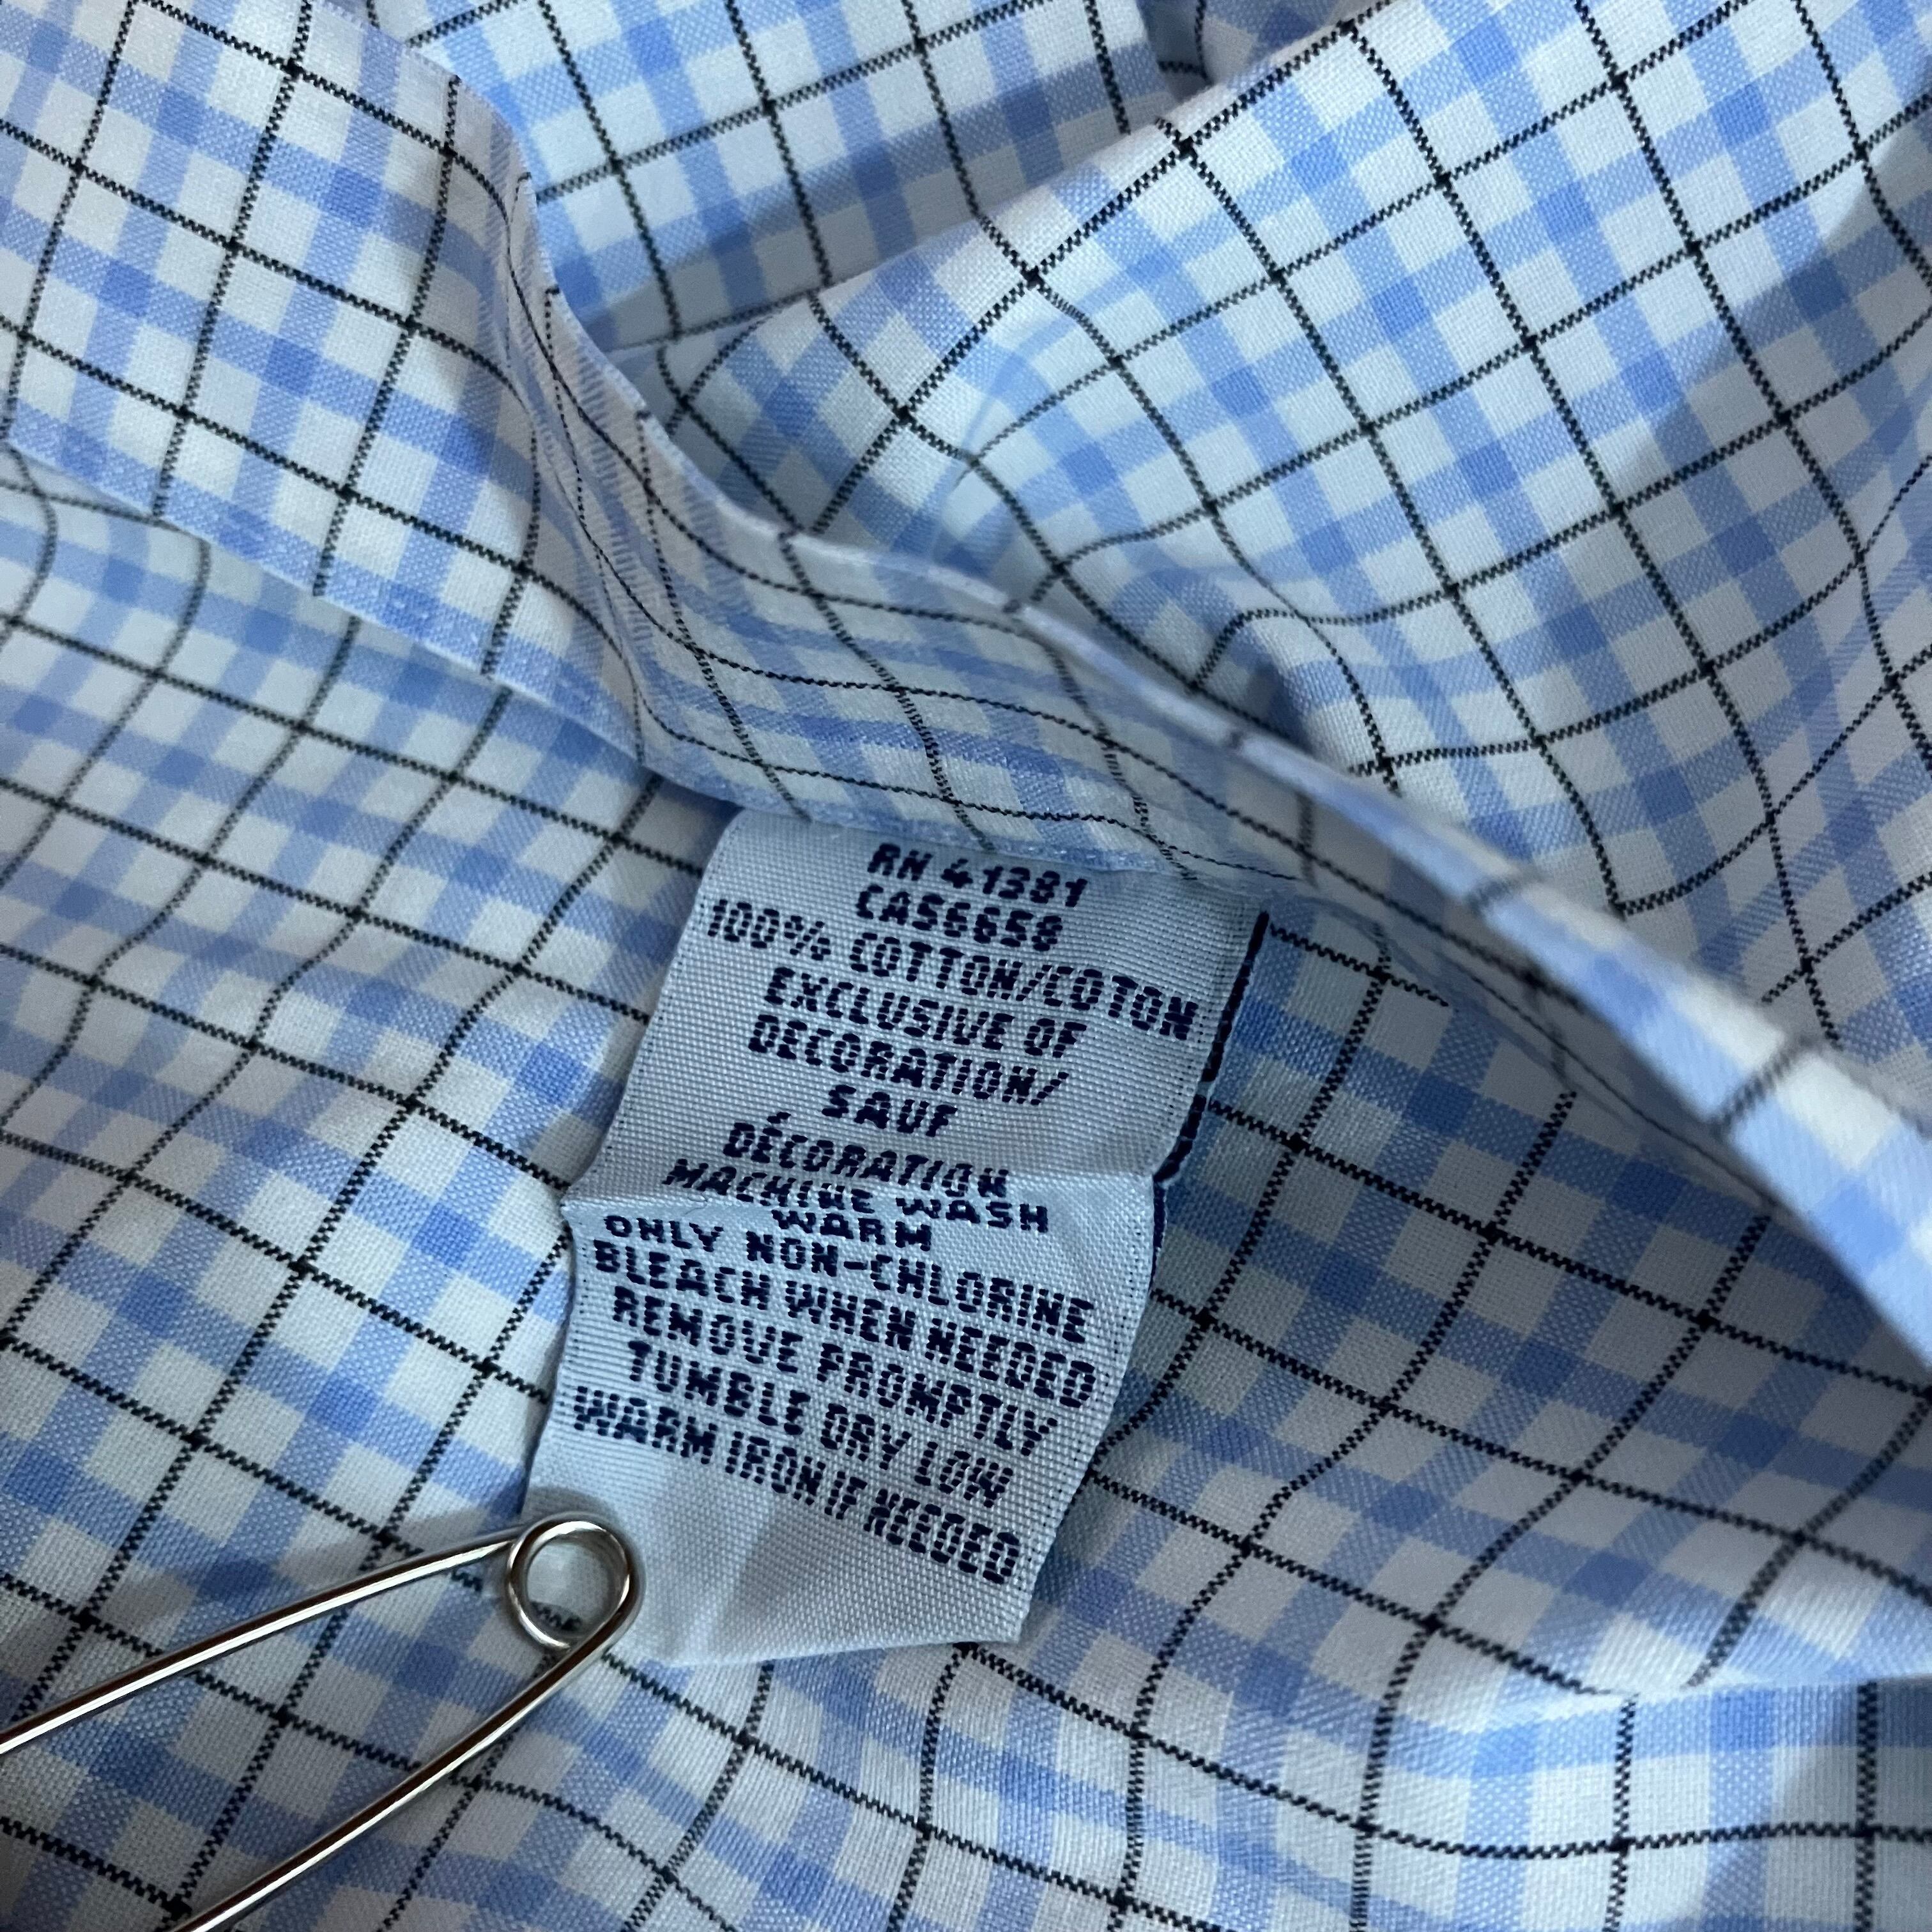 RN 41381
CA56658
100% COTTON/COTON
EXCLUSIVE OF
DECORATION/
SAUF
DÉCORATION
MACHINE WASH
WARM
ONLY NON-CHLORINE
BLEACH WHEN NEEDED
REMOVE PROMPTLY
TUMBLE DRY LOW
WARM IRON IF NEEDED